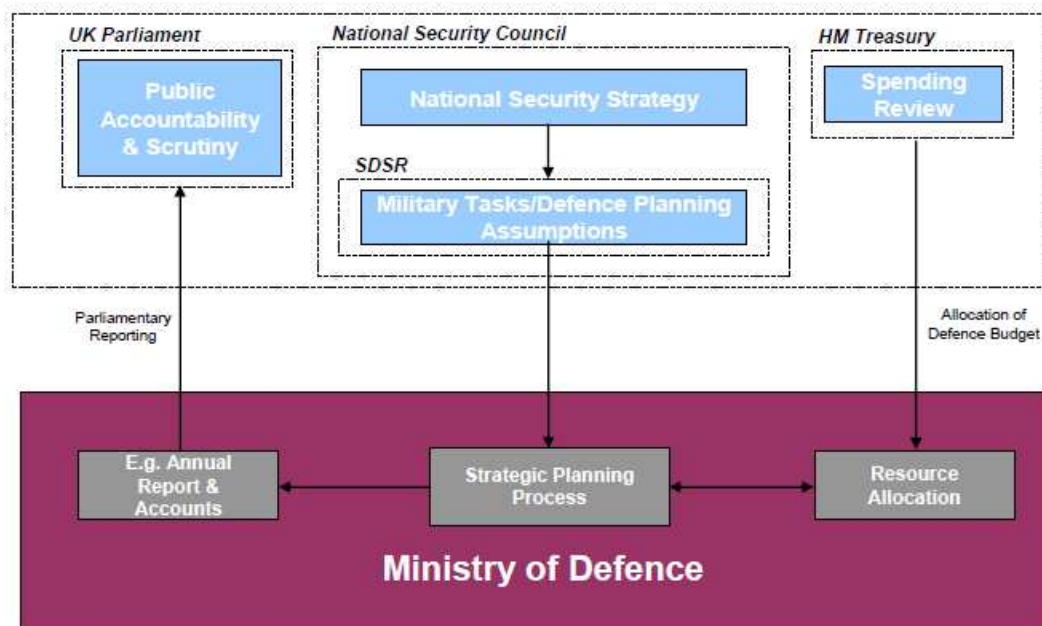 UK Parliament
Public
Accountability
& Scrutiny
National Security Council
National Security Strategy
SDSR
Military Tasks/Defence Planning
Assumptions
HM Treasury
Spending
Review
Parliamentary
Reporting
Allocation of
Defence Budget
E.g. Annual
Report &
Accounts
Strategic Planning
Process
Resource
Allocation
Ministry of Defence